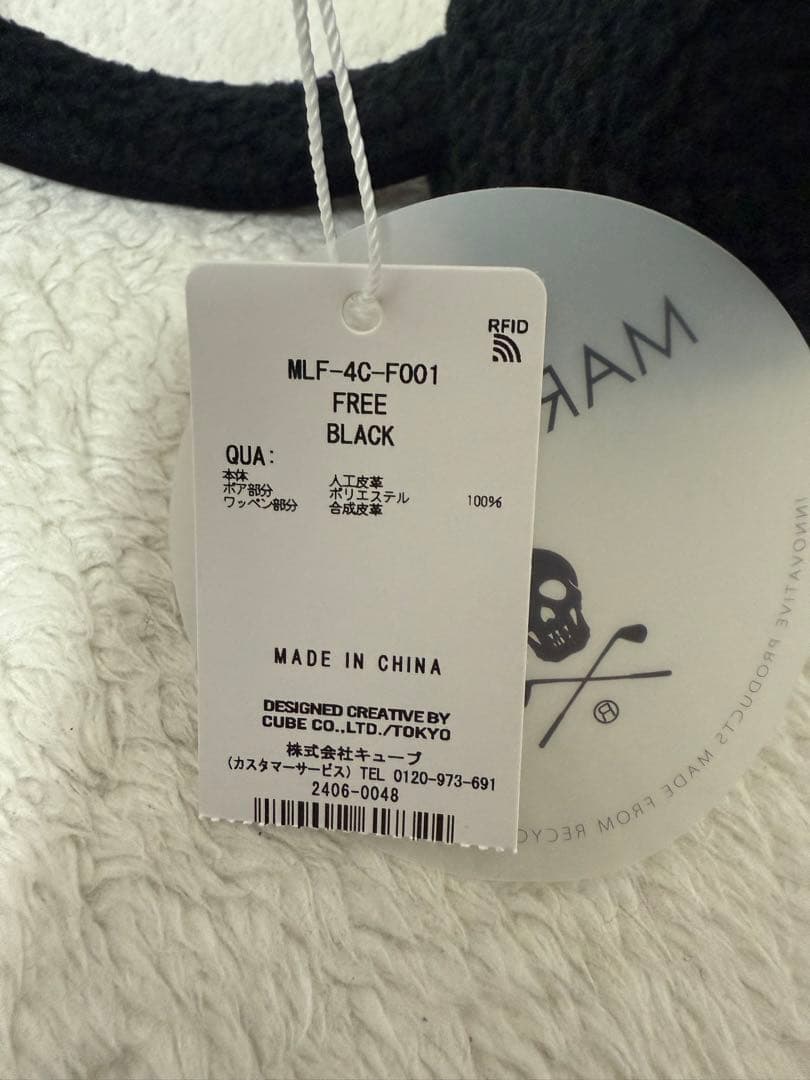 RFID
MLF-4C-F001
FREE
BLACK
QUA:
本体 人工皮革
ボア部分 ポリエステル 100%
ワッペン部分 合成皮革
MADE IN CHINA
DESIGNED CREATIVE BY
CUBE CO.,LTD./TOKYO
株式会社キューブ
(カスタマーサービス) TEL 0120-973-691
2406-0048
MAR
®
INNOVATIVE PRODUCTS MADE FROM RECYC